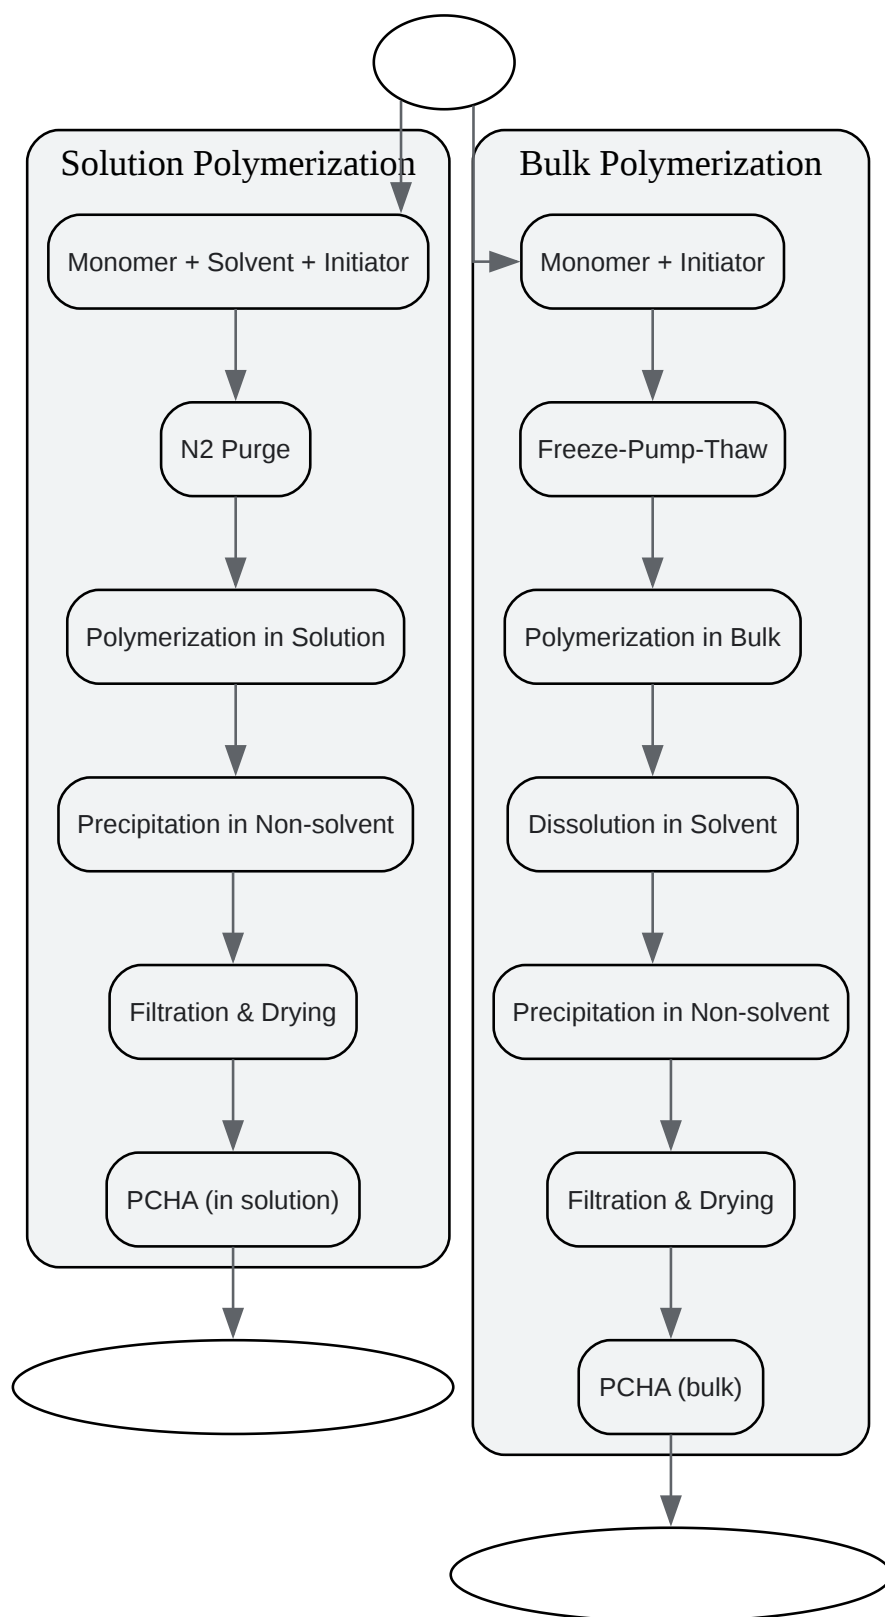 Solution Polymerization
Monomer + Solvent + Initiator
N2 Purge
Polymerization in Solution
Precipitation in Non-solvent
Filtration & Drying
PCHA (in solution)
Bulk Polymerization
Monomer + Initiator
Freeze-Pump-Thaw
Polymerization in Bulk
Dissolution in Solvent
Precipitation in Non-solvent
Filtration & Drying
PCHA (bulk)